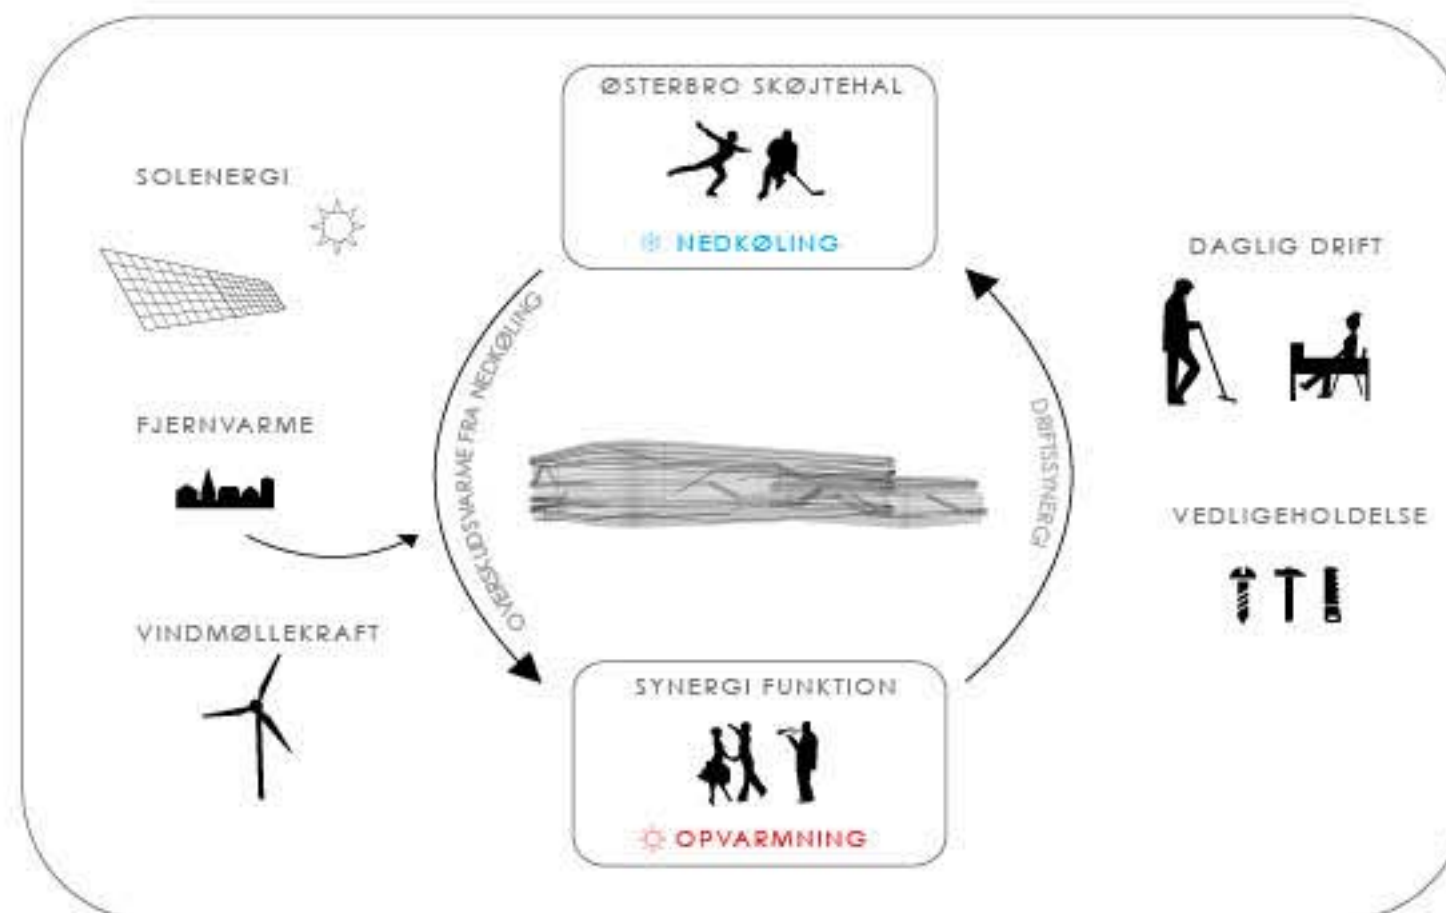 ØSTERBRO SKØJTEHAL
NEDKØLING
SOLENERGI
FJERNVARME
VINDMØLLEKRAFT
OVERSKUDSVARME FRA NEDKØLING
DRIFTSSYNERGI
DAGLIG DRIFT
VEDLIGEHOLDELSE
SYNERGI FUNKTION
OPVARMNING